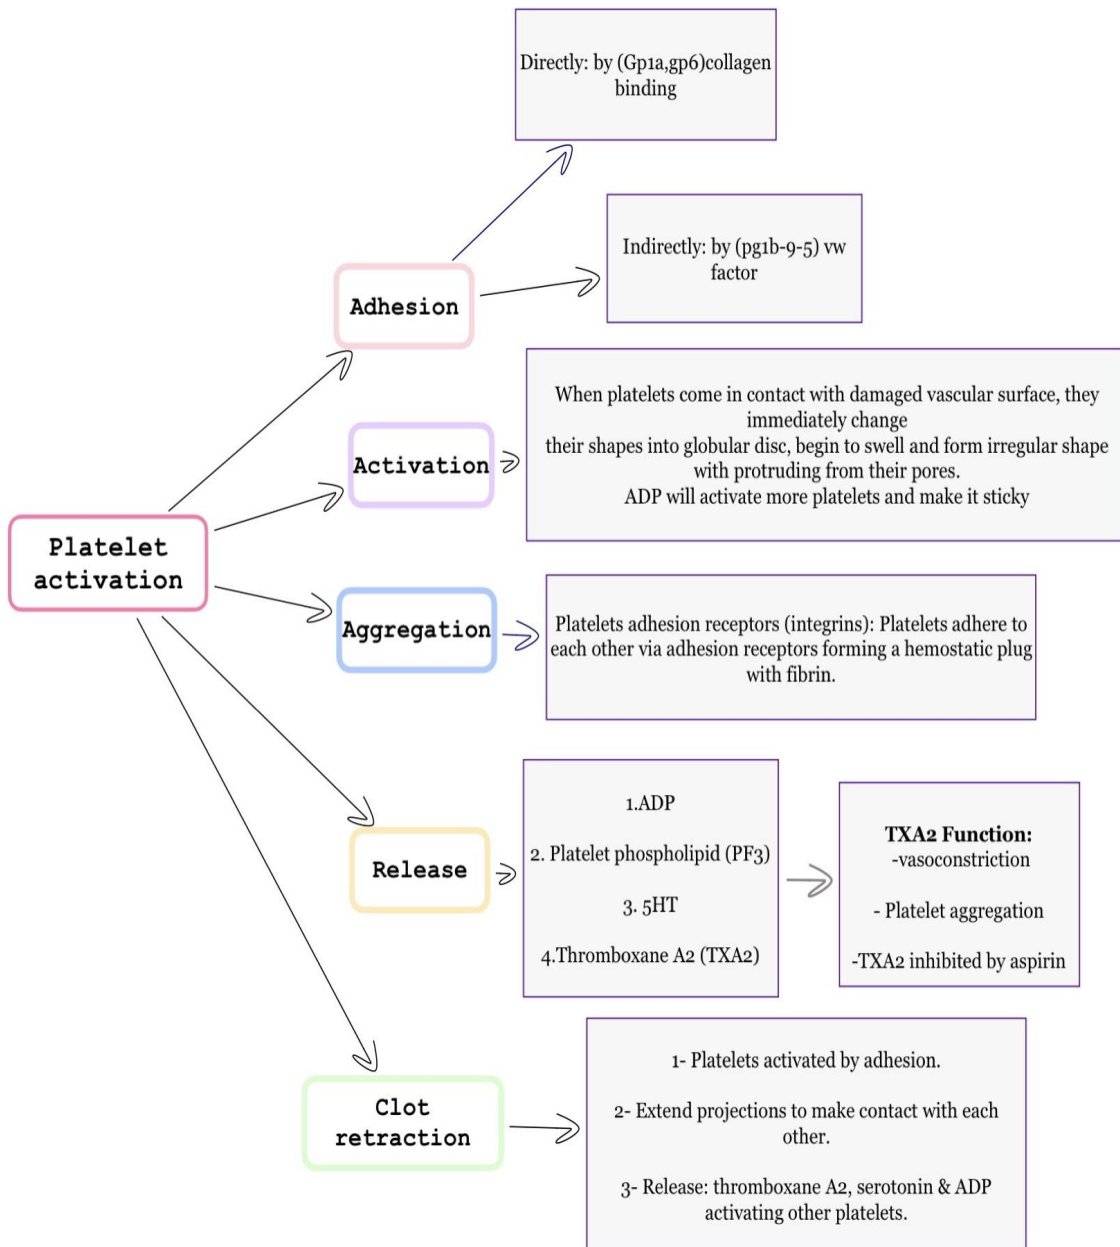 Directly: by (Gp1a,gp6)collagen
binding
Indirectly: by (pg1b-9-5) vw
factor
Adhesion
When platelets come in contact with damaged vascular surface, they
immediately change
their shapes into globular disc, begin to swell and form irregular shape
with protruding from their pores.
ADP will activate more platelets and make it sticky
Activation
Platelet
activation
Aggregation
Platelets adhesion receptors (integrins): Platelets adhere to
each other via adhesion receptors forming a hemostatic plug
with fibrin.
Release
1.ADP
2. Platelet phospholipid (PF3)
3. 5HT
4.Thromboxane A2 (TXA2)
TXA2 Function:
-vasoconstriction
- Platelet aggregation
-TXA2 inhibited by aspirin
Clot
retraction
1- Platelets activated by adhesion.
2- Extend projections to make contact with each
other.
3- Release: thromboxane A2, serotonin & ADP
activating other platelets.